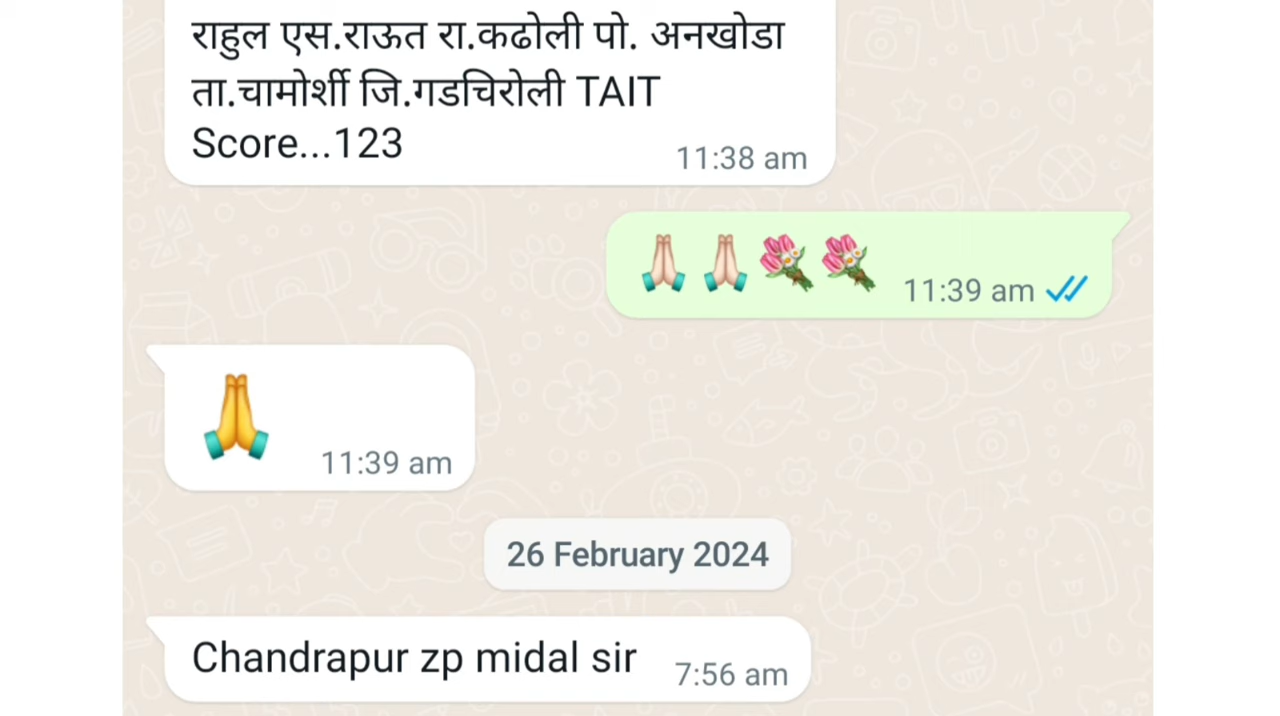 राहुल एस.राऊत रा.कढोली पो. अनखोडा
ता.चामोर्शी जि.गडचिरोली TAIT
Score...123
11:38 am
🙏🏻🙏🏻💐💐 11:39 am
🙏
11:39 am
26 February 2024
Chandrapur zp midal sir 7:56 am